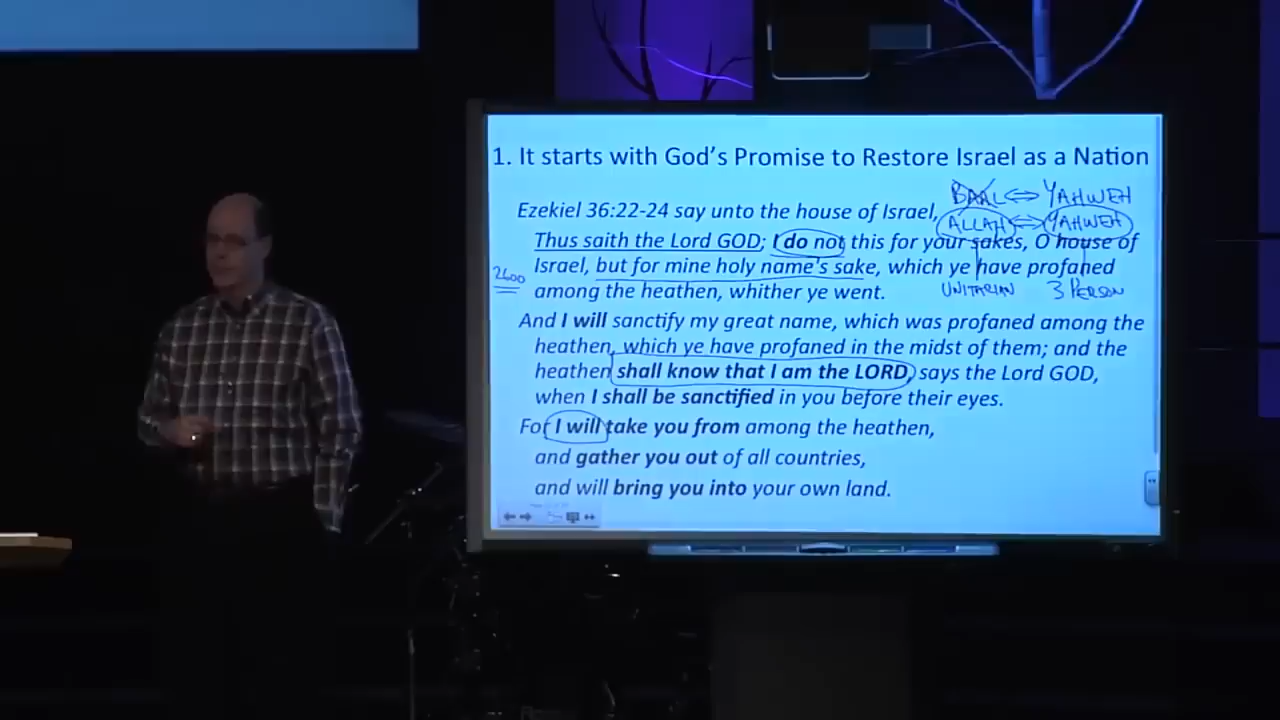 1. It starts with God's Promise to Restore Israel as a Nation
BAAL ⇔ YAHWEH
Ezekiel 36:22-24 say unto the house of Israel,
ALLAH ⇔ YAHWEH
Thus saith the Lord GOD; I do not this for your sakes, O house of
Israel, but for mine holy name's sake, which ye have profaned
2400
among the heathen, whither ye went.
UNITARIAN 3 PERSON
And I will sanctify my great name, which was profaned among the
heathen, which ye have profaned in the midst of them; and the
heathen shall know that I am the LORD, says the Lord GOD,
when I shall be sanctified in you before their eyes.
For I will take you from among the heathen,
and gather you out of all countries,
and will bring you into your own land.